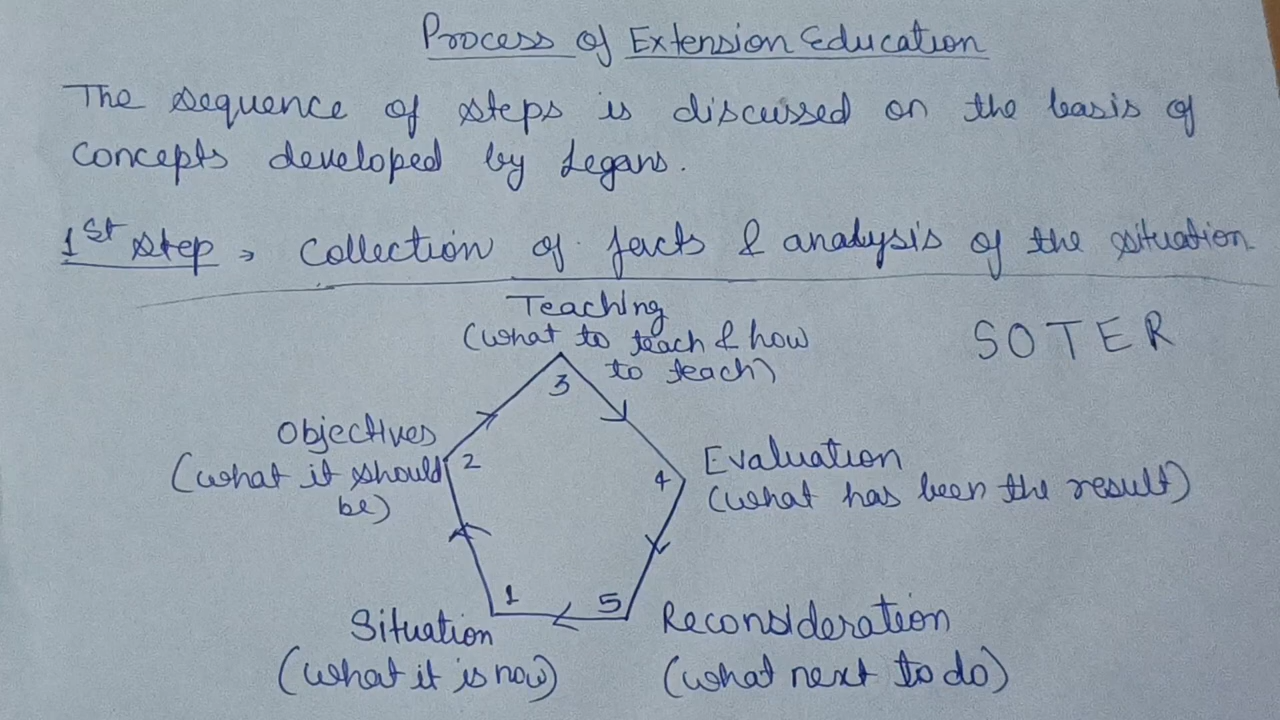 Process of Extension Education
The sequence of steps is discussed on the basis of
concepts developed by Legans.
1st step, collection of facts & analysis of the situation
Teaching
(what to teach & how
to teach)
SOTER
3
Objectives
(what it should
be)
2
Evaluation
(what has been the result)
4
1
5
Situation
(what it is now)
Reconsideration
(what next to do)